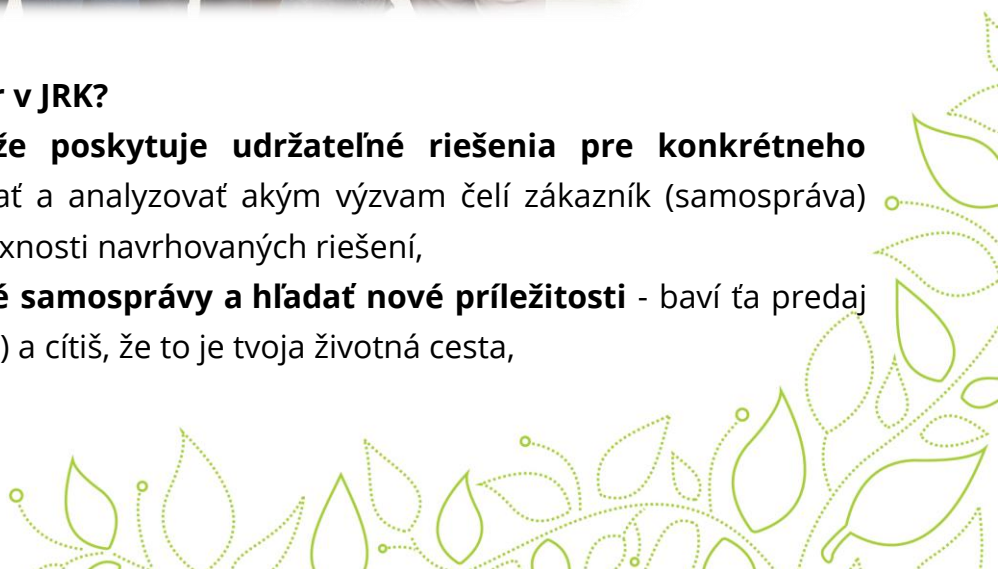 v JRK?
že poskytuje udržateľné riešenia pre konkrétneho
ať a analyzovať akým výzvam čelí zákazník (samospráva)
xnosti navrhovaných riešení,
é samosprávy a hľadať nové príležitosti - baví ťa predaj
) a cítiš, že to je tvoja životná cesta,